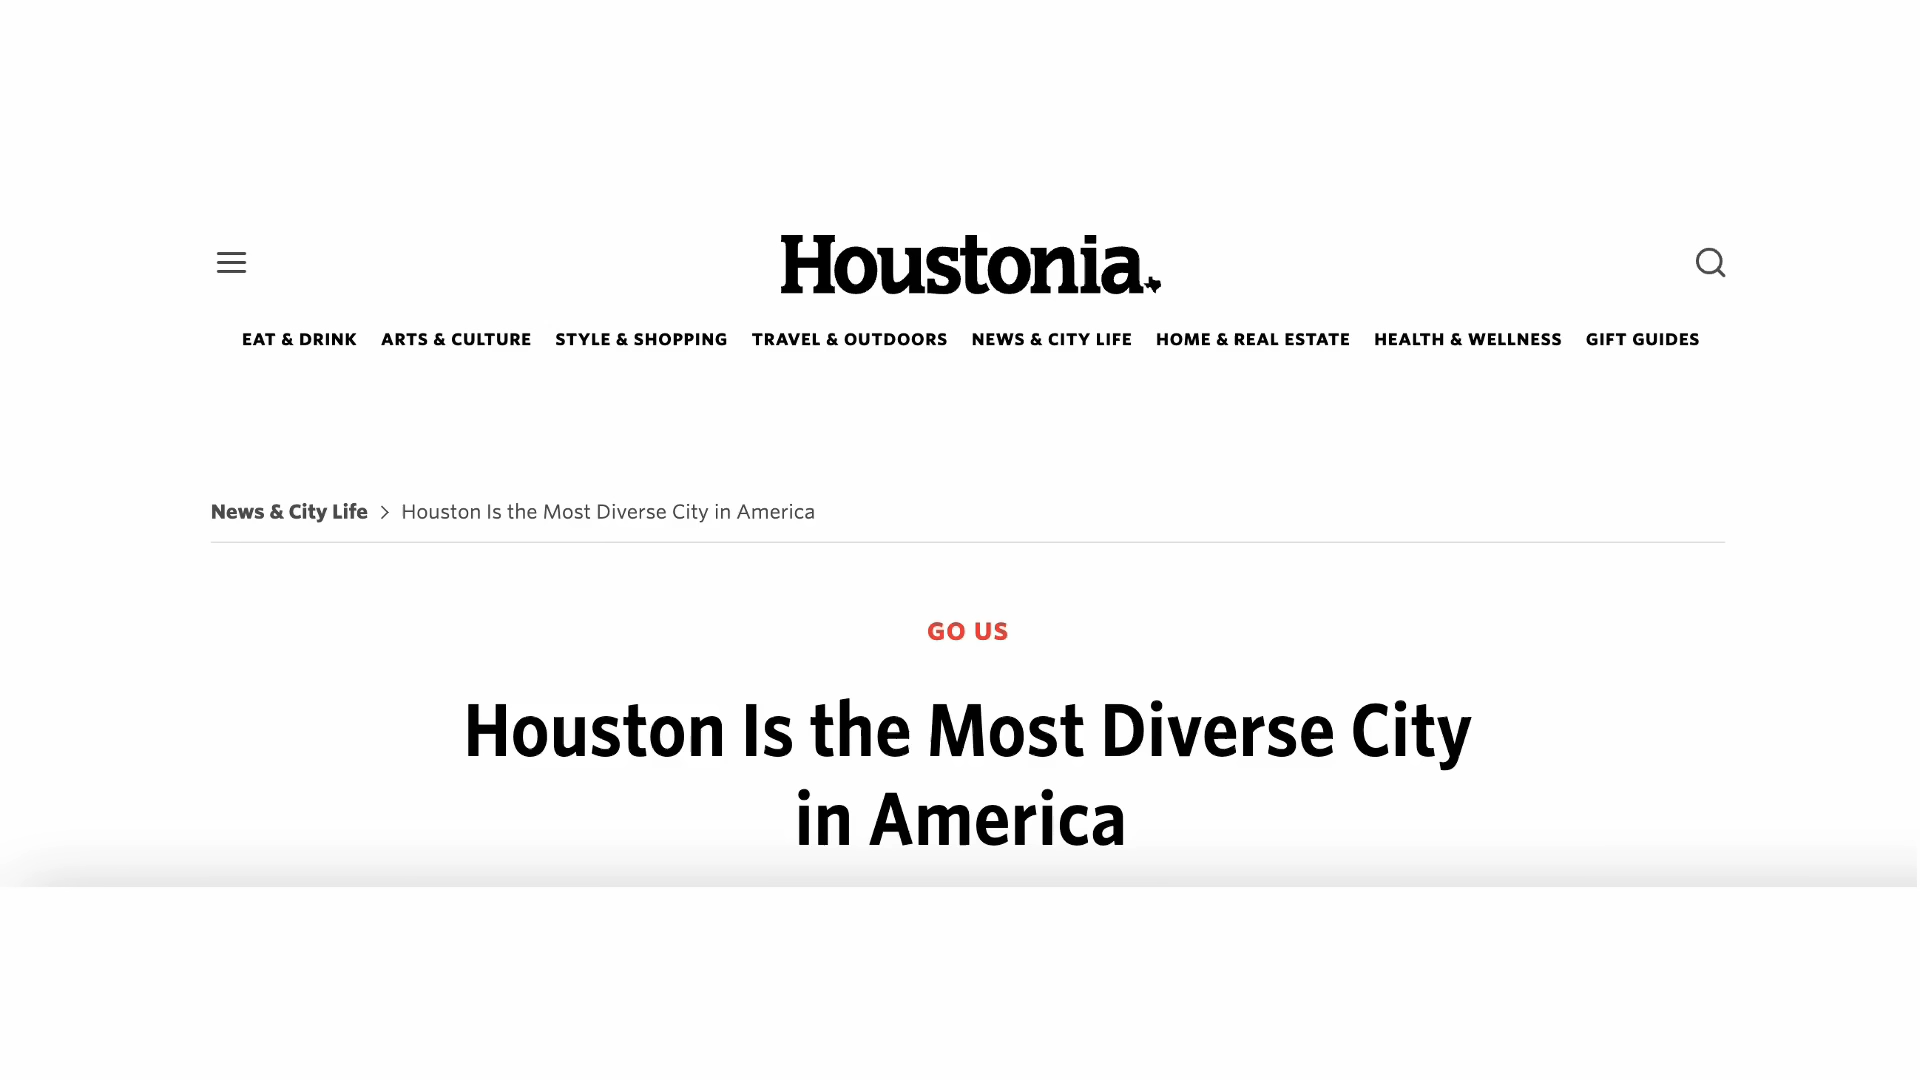 Houstonia
EAT & DRINK ARTS & CULTURE STYLE & SHOPPING TRAVEL & OUTDOORS NEWS & CITY LIFE HOME & REAL ESTATE HEALTH & WELLNESS GIFT GUIDES
News & City Life > Houston Is the Most Diverse City in America
GO US
Houston Is the Most Diverse City
in America